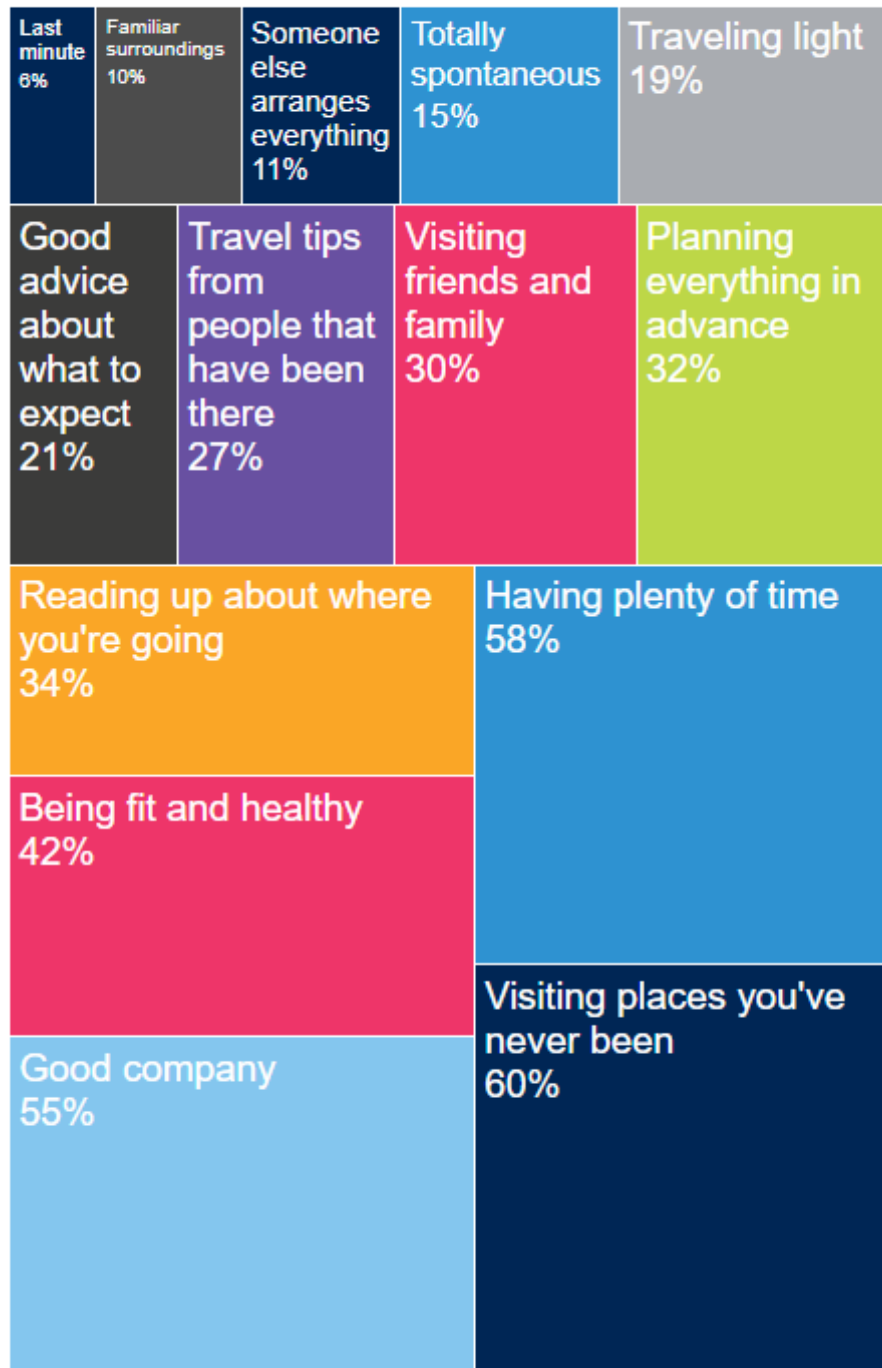 Last
minute
6%
Familiar
surroundings
10%
Someone
else
arranges
everything
11%
Totally
spontaneous
15%
Traveling light
19%
Good
advice
about
what to
expect
21%
Travel tips
from
people that
have been
there
27%
Visiting
friends and
family
30%
Planning
everything in
advance
32%
Reading up about where
you're going
34%
Having plenty of time
58%
Being fit and healthy
42%
Visiting places you've
never been
60%
Good company
55%